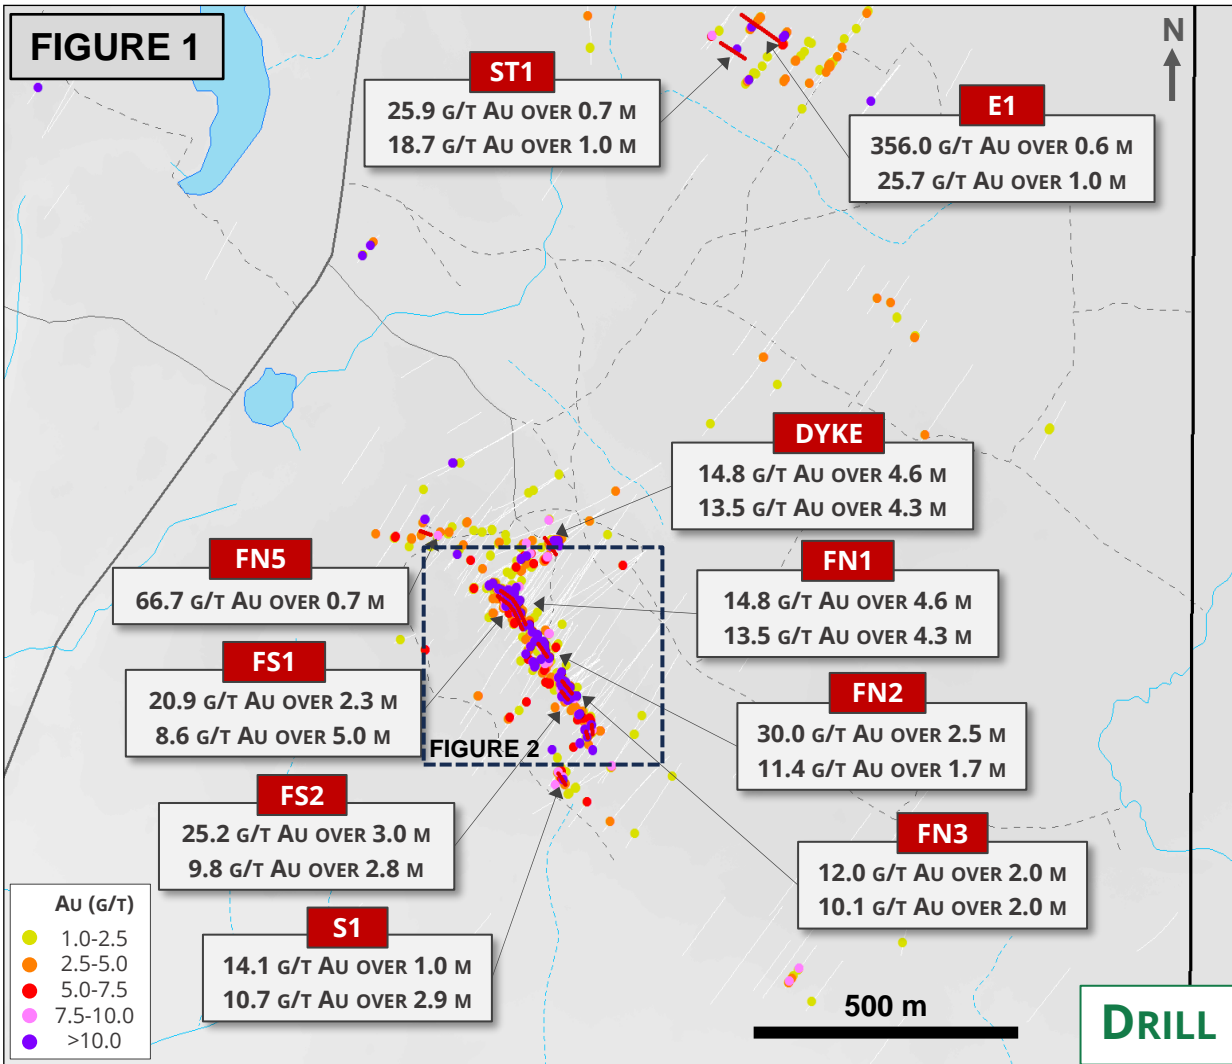 FIGURE 1
N
ST1
25.9 G/T AU OVER 0.7 M
18.7 G/T AU OVER 1.0 M
E1
356.0 G/T AU OVER 0.6 M
25.7 G/T AU OVER 1.0 M
DYKE
14.8 G/T AU OVER 4.6 M
13.5 G/T AU OVER 4.3 M
FN5
66.7 G/T AU OVER 0.7 M
FN1
14.8 G/T AU OVER 4.6 M
13.5 G/T AU OVER 4.3 M
FS1
20.9 G/T AU OVER 2.3 M
8.6 G/T AU OVER 5.0 M
FN2
30.0 G/T AU OVER 2.5 M
11.4 G/T AU OVER 1.7 M
FIGURE 2
FS2
25.2 G/T AU OVER 3.0 M
9.8 G/T AU OVER 2.8 M
FN3
12.0 G/T AU OVER 2.0 M
10.1 G/T AU OVER 2.0 M
S1
14.1 G/T AU OVER 1.0 M
10.7 G/T AU OVER 2.9 M
AU (G/T)
1.0-2.5
2.5-5.0
5.0-7.5
7.5-10.0
>10.0
500 m
DRILL